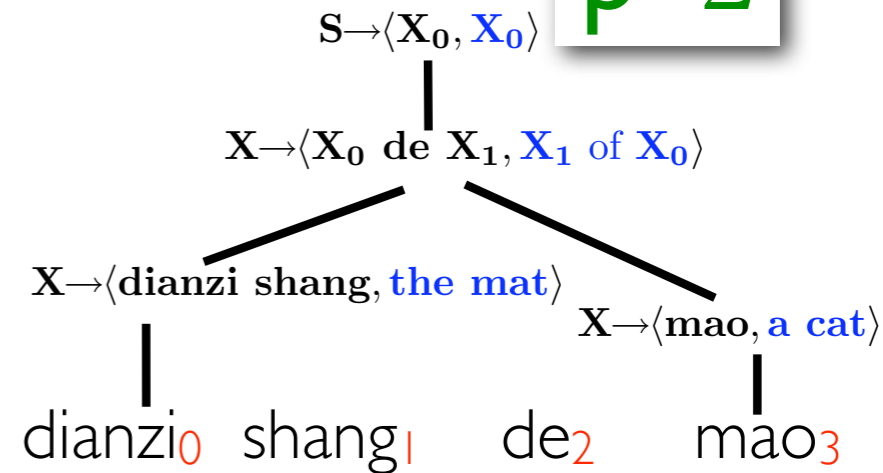 S→⟨X₀, X₀⟩
X→⟨X₀ de X₁, X₁ of X₀⟩
X→⟨dianzi shang, the mat⟩
X→⟨mao, a cat⟩
dianzi₀ shang₁ de₂ mao₃